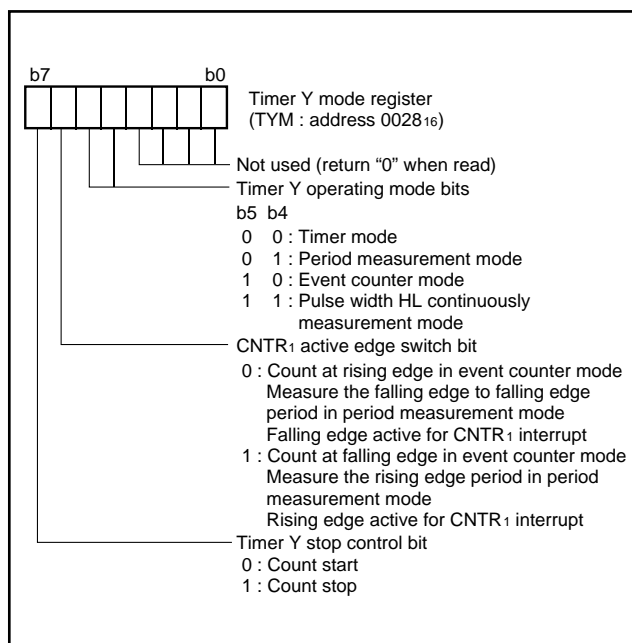 b7 b0
Timer Y mode register
(TYM : address 002816)
Not used (return “0” when read)
Timer Y operating mode bits
b5 b4
0 0 : Timer mode
0 1 : Period measurement mode
1 0 : Event counter mode
1 1 : Pulse width HL continuously
measurement mode
CNTR1 active edge switch bit
0 : Count at rising edge in event counter mode
Measure the falling edge to falling edge
period in period measurement mode
Falling edge active for CNTR1 interrupt
1 : Count at falling edge in event counter mode
Measure the rising edge period in period
measurement mode
Rising edge active for CNTR1 interrupt
Timer Y stop control bit
0 : Count start
1 : Count stop